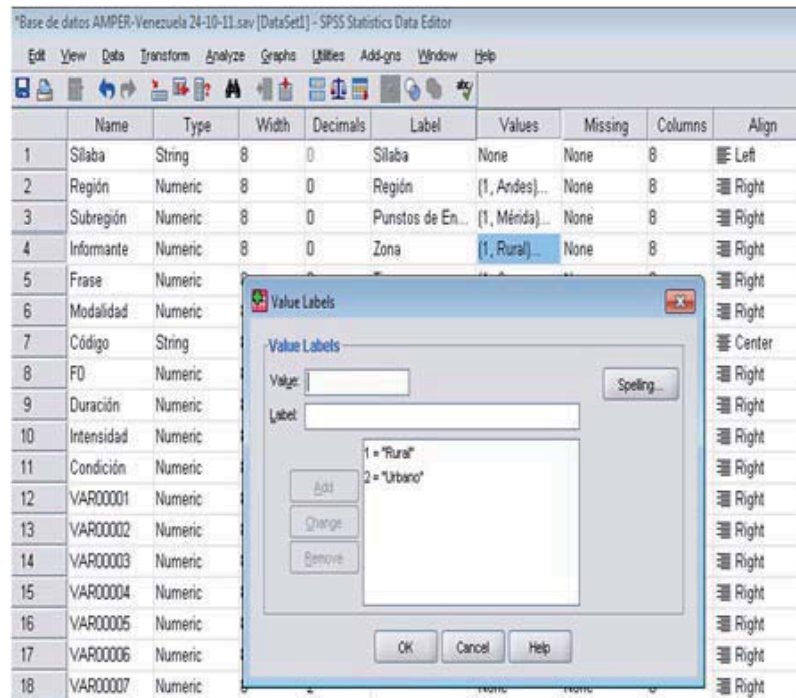 *Base de datos AMPER-Venezuela 24-10-11.sav [DataSet1] - SPSS Statistics Data Editor
Edit View Data Transform Analyze Graphs Utilities Add-ons Window Help
Name Type Width Decimals Label Values Missing Columns Align
1 Sílaba String 8 0 Sílaba None None 8 Left
2 Región Numeric 8 0 Región {1, Andes}... None 8 Right
3 Subregión Numeric 8 0 Punstos de En... {1, Mérida}... None 8 Right
4 Informante Numeric 8 0 Zona {1, Rural}... None 8 Right
5 Frase Numeric Right
6 Modalidad Numeric Right
7 Código String Center
8 F0 Numeric Right
9 Duración Numeric Right
10 Intensidad Numeric Right
11 Condición Numeric Right
12 VAR00001 Numeric Right
13 VAR00002 Numeric Right
14 VAR00003 Numeric Right
15 VAR00004 Numeric Right
16 VAR00005 Numeric Right
17 VAR00006 Numeric Right
18 VAR00007 Numeric Right
Value Labels
Value Labels
Value:
Spelling...
Label:
1 = "Rural"
2 = "Urbano"
Add
Change
Remove
OK Cancel Help